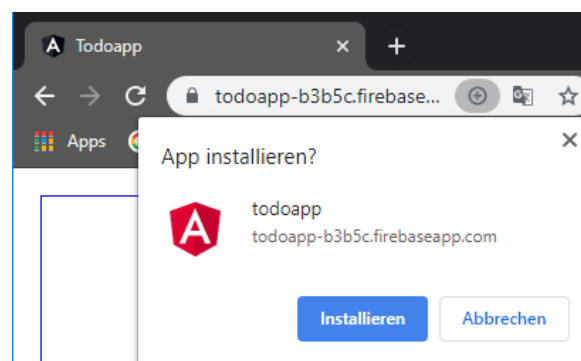 Todoapp
todoapp-b3b5c.firebase...
Apps
App installieren?
todoapp
todoapp-b3b5c.firebaseapp.com
Installieren Abbrechen